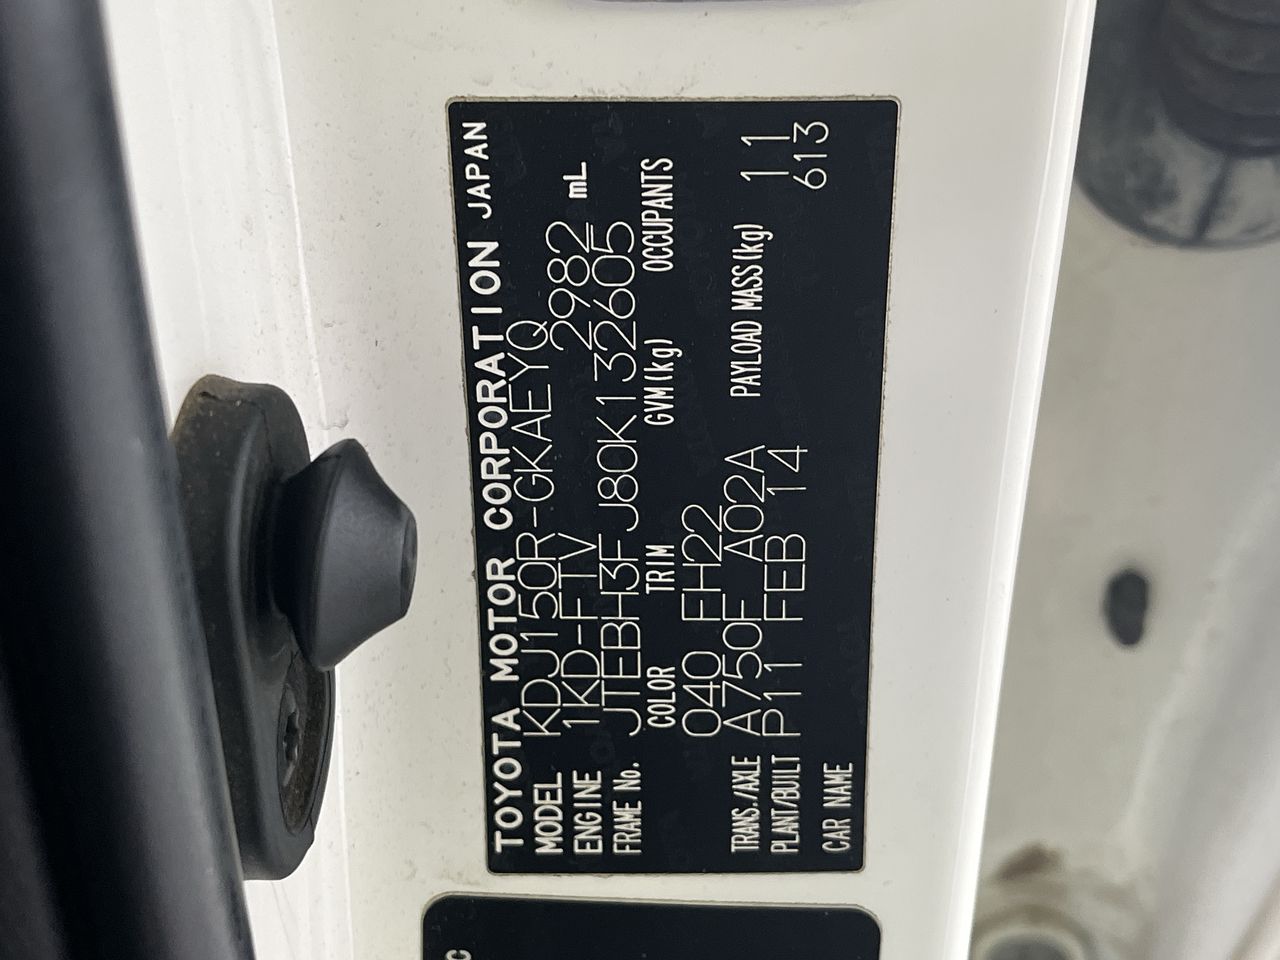 TOYOTA MOTOR CORPORATION JAPAN
MODEL KDJ150R-GKAEYQ
ENGINE 1KD-FTV 2982 mL
FRAME No. JTEBH3FJ80K132605
COLOR TRIM GVM(kg) OCCUPANTS
040 FH22
TRANS./AXLE A750F A02A PAYLOAD MASS(kg) 11
PLANT/BUILT P11 FEB 14 613
CAR NAME
C